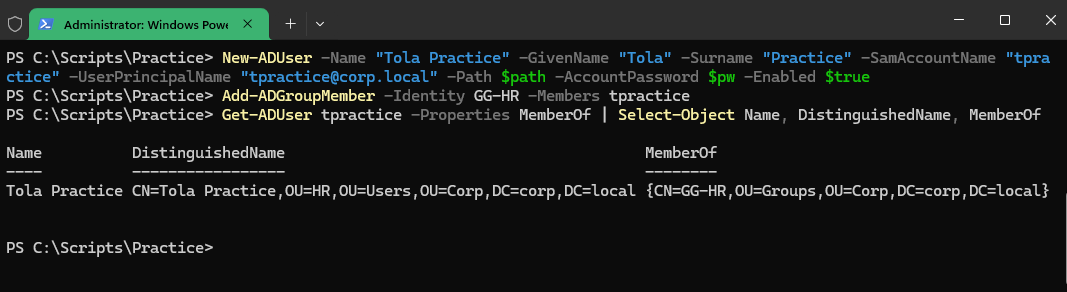 Administrator: Windows Powe
PS C:\Scripts\Practice> New-ADUser -Name "Tola Practice" -GivenName "Tola" -Surname "Practice" -SamAccountName "tpra
ctice" -UserPrincipalName "tpractice@corp.local" -Path $path -AccountPassword $pw -Enabled $true
PS C:\Scripts\Practice> Add-ADGroupMember -Identity GG-HR -Members tpractice
PS C:\Scripts\Practice> Get-ADUser tpractice -Properties MemberOf | Select-Object Name, DistinguishedName, MemberOf
Name DistinguishedName MemberOf
---- ----------------- --------
Tola Practice CN=Tola Practice,OU=HR,OU=Users,OU=Corp,DC=corp,DC=local {CN=GG-HR,OU=Groups,OU=Corp,DC=corp,DC=local}
PS C:\Scripts\Practice>